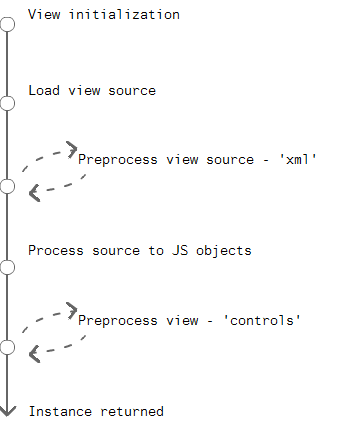 View initialization
Load view source
Preprocess view source - 'xml'
Process source to JS objects
Preprocess view - 'controls'
Instance returned